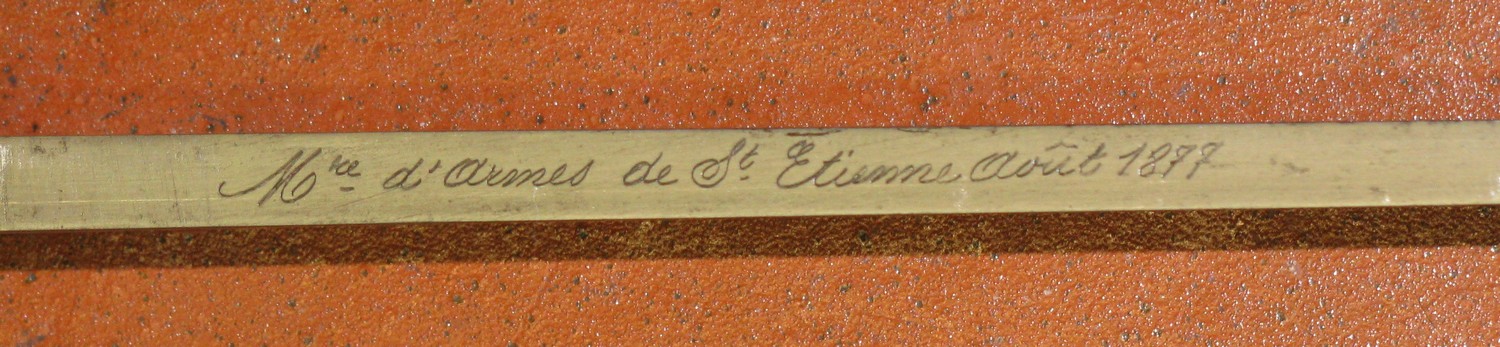 Mre d'Armes de St. Etienne Août 1877